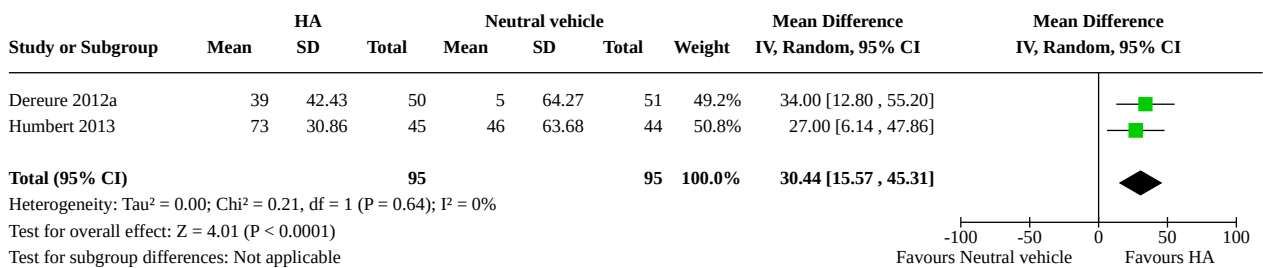 HA Neutral vehicle Mean Difference Mean Difference
Study or Subgroup Mean SD Total Mean SD Total Weight IV, Random, 95% CI IV, Random, 95% CI
Dereure 2012a 39 42.43 50 5 64.27 51 49.2% 34.00 [12.80 , 55.20]
Humbert 2013 73 30.86 45 46 63.68 44 50.8% 27.00 [6.14 , 47.86]
Total (95% CI) 95 95 100.0% 30.44 [15.57 , 45.31]
Heterogeneity: Tau² = 0.00; Chi² = 0.21, df = 1 (P = 0.64); I² = 0%
Test for overall effect: Z = 4.01 (P < 0.0001)
-100 -50 0 50 100
Test for subgroup differences: Not applicable
Favours Neutral vehicle Favours HA